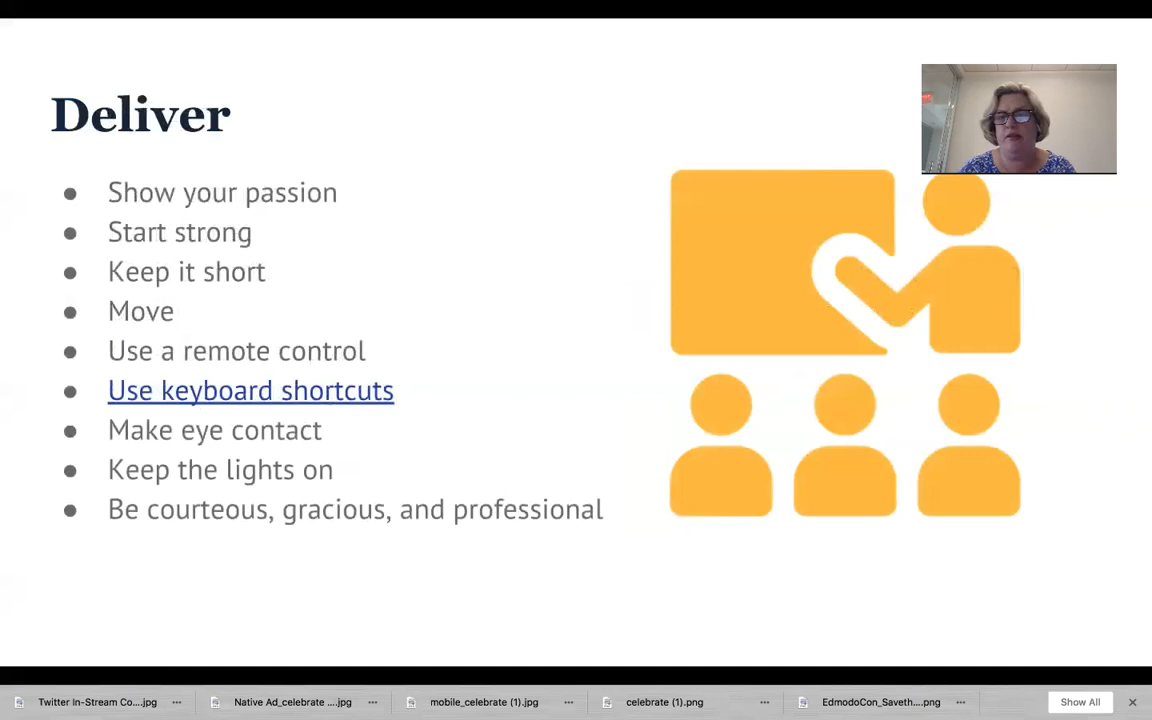 Deliver
● Show your passion
● Start strong
● Keep it short
● Move
● Use a remote control
● Use keyboard shortcuts
● Make eye contact
● Keep the lights on
● Be courteous, gracious, and professional
Twitter In-Stream Co....jpg
Native Ad_celebrate ....jpg
mobile_celebrate (1).jpg
celebrate (1).png
EdmodoCon_Saveth....png
Show All